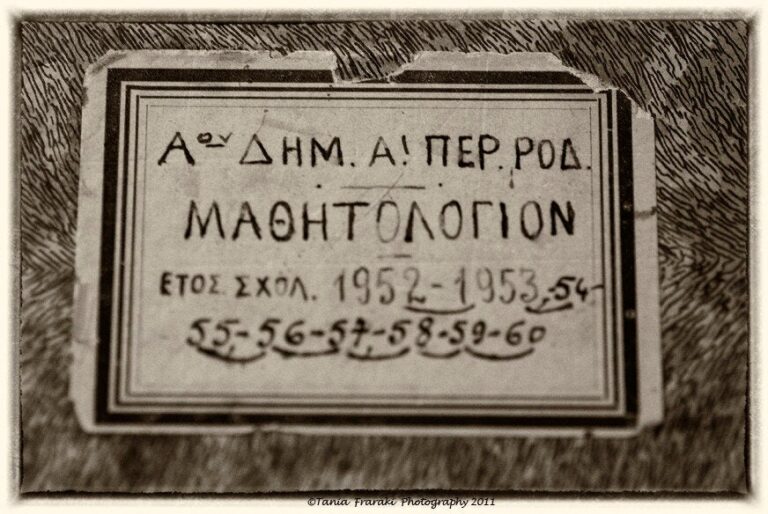 Αον ΔΗΜ. Α! ΠΕΡ. ΡΟΔ.
ΜΑΘΗΤΟΛΟΓΙΟΝ
ΕΤΟΣ ΣΧΟΛ. 1952-1953,-54-
55,-56-57,-58-59-60
©Tania Fraraki Photography 2011